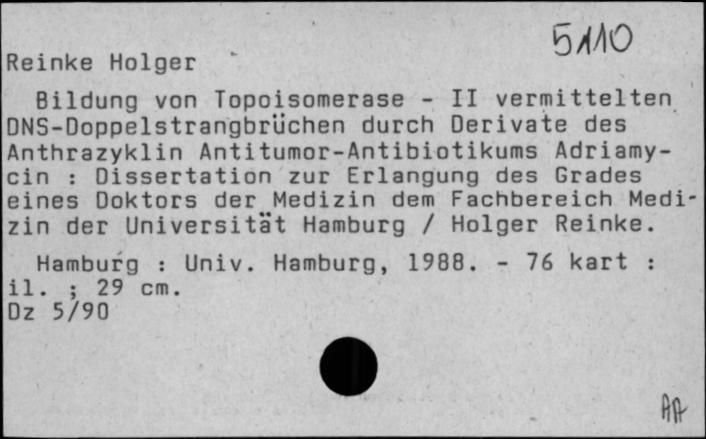 5110
Reinke Holger
Bildung von Topoisomerase - II vermittelten
DNS-Doppelstrangbrüchen durch Derivate des
Anthrazyklin Antitumor-Antibiotikums Adriamy-
cin : Dissertation zur Erlangung des Grades
eines Doktors der Medizin dem Fachbereich Medi-
zin der Universität Hamburg / Holger Reinke.
Hamburg : Univ. Hamburg, 1988. - 76 kart :
il. ; 29 cm.
Dz 5/90
AA